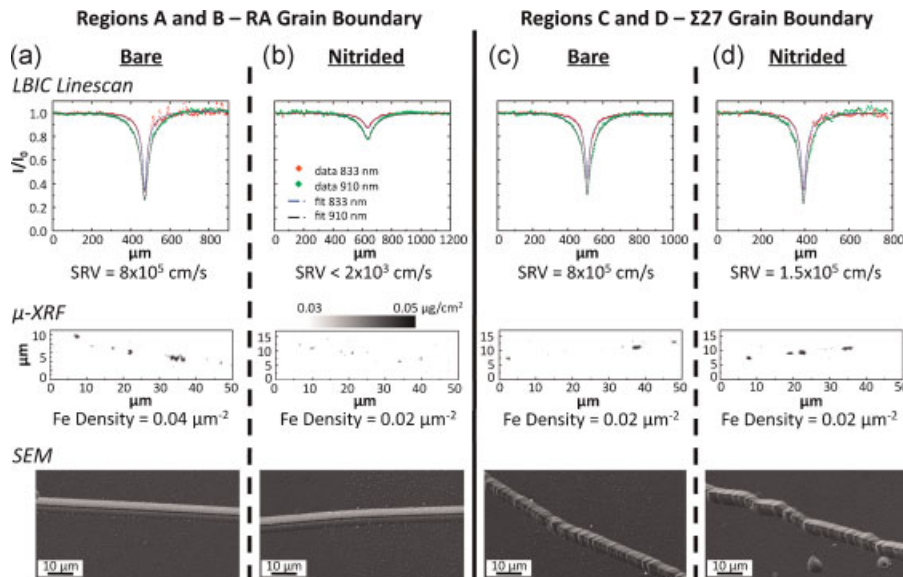 Regions A and B – RA Grain Boundary
Regions C and D – Σ27 Grain Boundary
(a) Bare
(b) Nitrided
(c) Bare
(d) Nitrided
LBIC Linescan
I/I₀
1.0
0.8
0.6
0.4
0.2
0.0
0 200 400 600 800
μm
SRV = 8x10⁵ cm/s
data 833 nm
data 910 nm
fit 833 nm
fit 910 nm
0 200 400 600 800 1000 1200
μm
SRV < 2x10³ cm/s
0 200 400 600 800 1000
μm
SRV = 8x10⁵ cm/s
0 200 400 600 800
μm
SRV = 1.5x10⁵ cm/s
μ-XRF
0.03 0.05 μg/cm²
μm
10
5
0
0 10 20 30 40 50
μm
Fe Density = 0.04 μm⁻²
15
10
5
0
0 10 20 30 40 50
μm
Fe Density = 0.02 μm⁻²
15
10
5
0
0 10 20 30 40 50
μm
Fe Density = 0.02 μm⁻²
15
10
5
0
0 10 20 30 40 50
μm
Fe Density = 0.02 μm⁻²
SEM
10 μm
10 μm
10 μm
10 μm